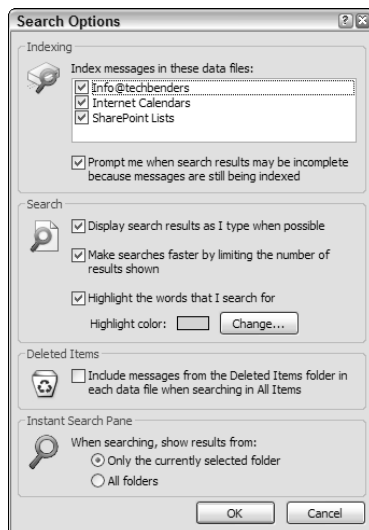 Search Options
Indexing
Index messages in these data files:
Info@techbenders
Internet Calendars
SharePoint Lists
Prompt me when search results may be incomplete
because messages are still being indexed
Search
Display search results as I type when possible
Make searches faster by limiting the number of
results shown
Highlight the words that I search for
Highlight color:
Change...
Deleted Items
Include messages from the Deleted Items folder in
each data file when searching in All Items
Instant Search Pane
When searching, show results from:
Only the currently selected folder
All folders
OK Cancel